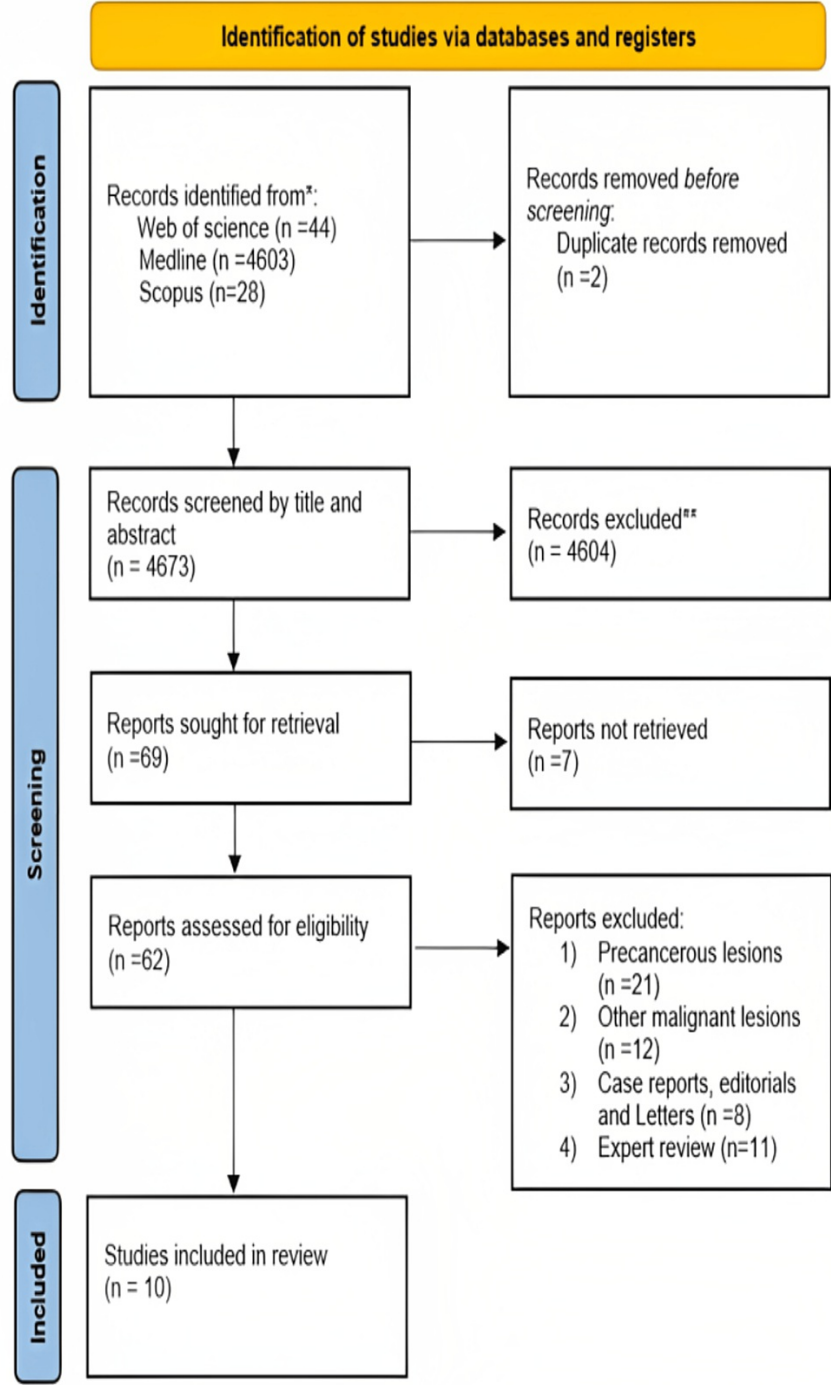 Identification of studies via databases and registers
Identification
Records identified from*:
Web of science (n =44)
Medline (n =4603)
Scopus (n=28)
Records removed before
screening:
Duplicate records removed
(n =2)
Screening
Records screened by title and
abstract
(n = 4673)
Records excluded**
(n = 4604)
Reports sought for retrieval
(n =69)
Reports not retrieved
(n =7)
Reports assessed for eligibility
(n =62)
Reports excluded:
1) Precancerous lesions
(n =21)
2) Other malignant lesions
(n =12)
3) Case reports, editorials
and Letters (n =8)
4) Expert review (n=11)
Included
Studies included in review
(n = 10)